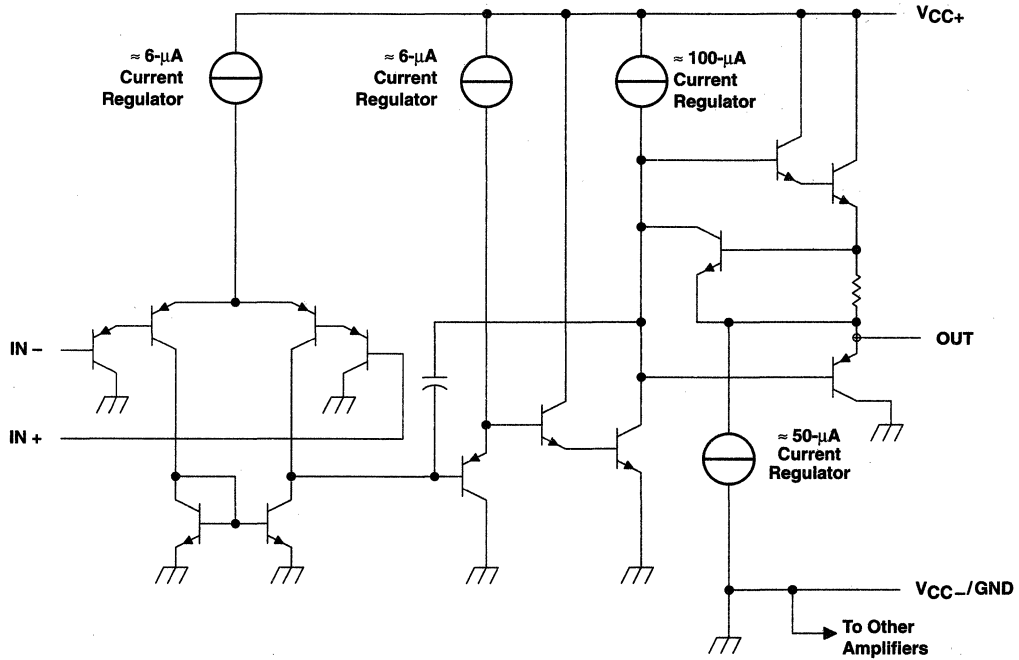 VCC+
≈ 6-μA
Current
Regulator
≈ 6-μA
Current
Regulator
≈ 100-μA
Current
Regulator
IN −
OUT
IN +
≈ 50-μA
Current
Regulator
VCC−/GND
To Other
Amplifiers